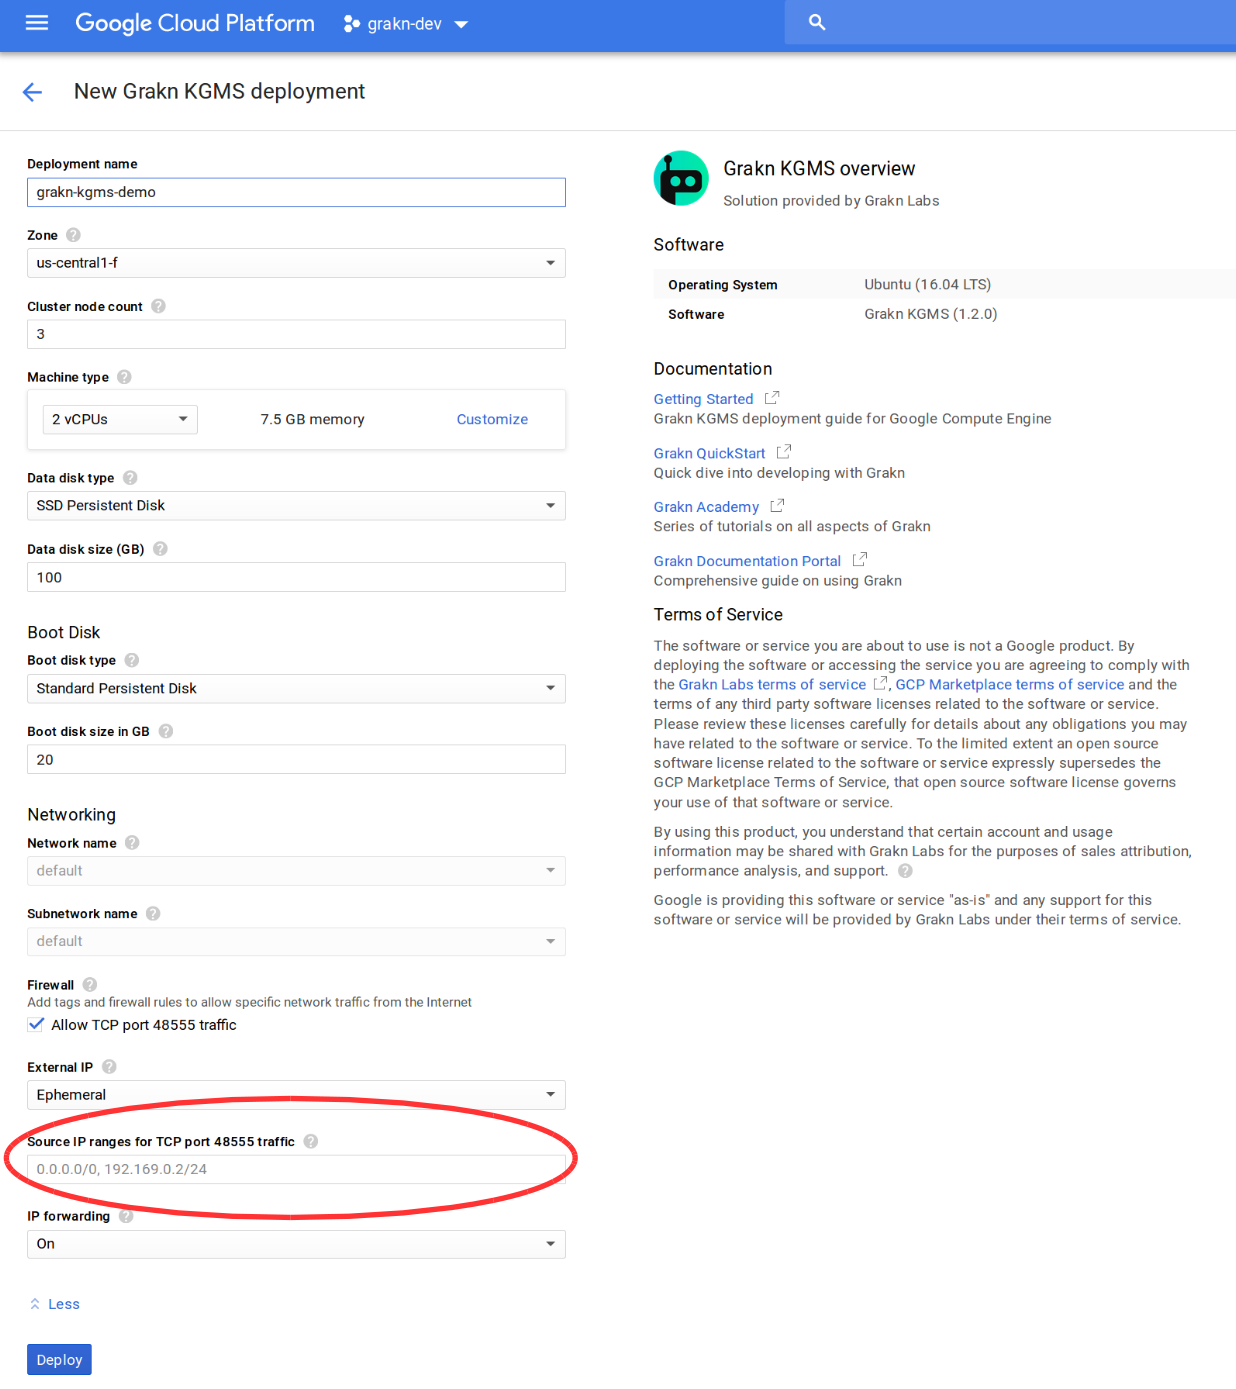 Google Cloud Platform
grakn-dev
New Grakn KGMS deployment
Deployment name
grakn-kgms-demo
Zone
us-central1-f
Cluster node count
3
Machine type
2 vCPUs
7.5 GB memory
Customize
Data disk type
SSD Persistent Disk
Data disk size (GB)
100
Boot Disk
Boot disk type
Standard Persistent Disk
Boot disk size in GB
20
Networking
Network name
default
Subnetwork name
default
Firewall
Add tags and firewall rules to allow specific network traffic from the Internet
Allow TCP port 48555 traffic
External IP
Ephemeral
Source IP ranges for TCP port 48555 traffic
0.0.0.0/0, 192.169.0.2/24
IP forwarding
On
Less
Deploy
Grakn KGMS overview
Solution provided by Grakn Labs
Software
Operating System Ubuntu (16.04 LTS)
Software Grakn KGMS (1.2.0)
Documentation
Getting Started
Grakn KGMS deployment guide for Google Compute Engine
Grakn QuickStart
Quick dive into developing with Grakn
Grakn Academy
Series of tutorials on all aspects of Grakn
Grakn Documentation Portal
Comprehensive guide on using Grakn
Terms of Service
The software or service you are about to use is not a Google product. By
deploying the software or accessing the service you are agreeing to comply with
the Grakn Labs terms of service , GCP Marketplace terms of service and the
terms of any third party software licenses related to the software or service.
Please review these licenses carefully for details about any obligations you may
have related to the software or service. To the limited extent an open source
software license related to the software or service expressly supersedes the
GCP Marketplace Terms of Service, that open source software license governs
your use of that software or service.
By using this product, you understand that certain account and usage
information may be shared with Grakn Labs for the purposes of sales attribution,
performance analysis, and support.
Google is providing this software or service "as-is" and any support for this
software or service will be provided by Grakn Labs under their terms of service.